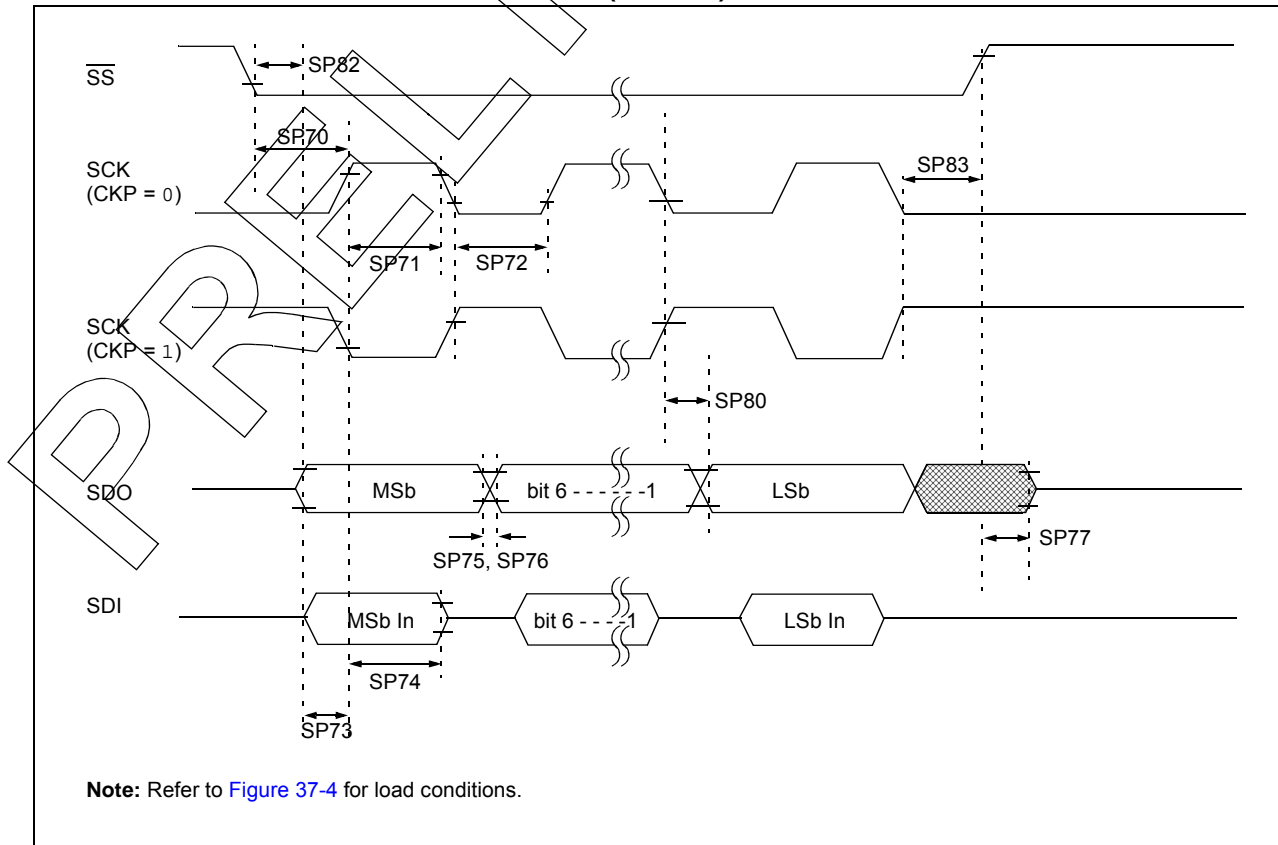 SS
SP82
SP70
SCK
(CKP = 0)
SP83
SP71
SP72
SCK
(CKP = 1)
SP80
SDO
MSb
bit 6 - - - - - -1
LSb
SP77
SP75, SP76
SDI
MSb In
bit 6 - - - -1
LSb In
SP74
SP73
Note: Refer to Figure 37-4 for load conditions.
PREL